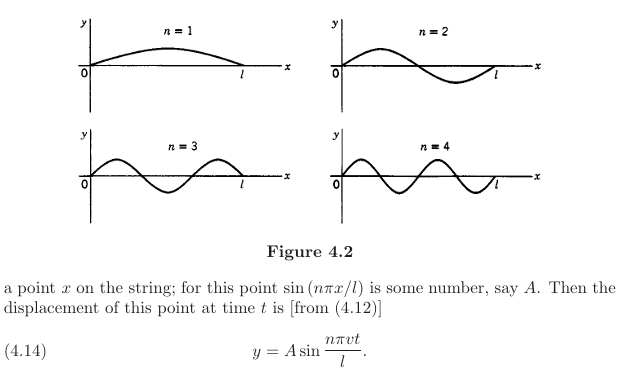 y n = 1 0 l x
y n = 2 0 l x
y n = 3 0 l x
y n = 4 0 l x
Figure 4.2
a point x on the string; for this point sin (nπx/l) is some number, say A. Then the
displacement of this point at time t is [from (4.12)]
(4.14) y = A sin nπvt/l.